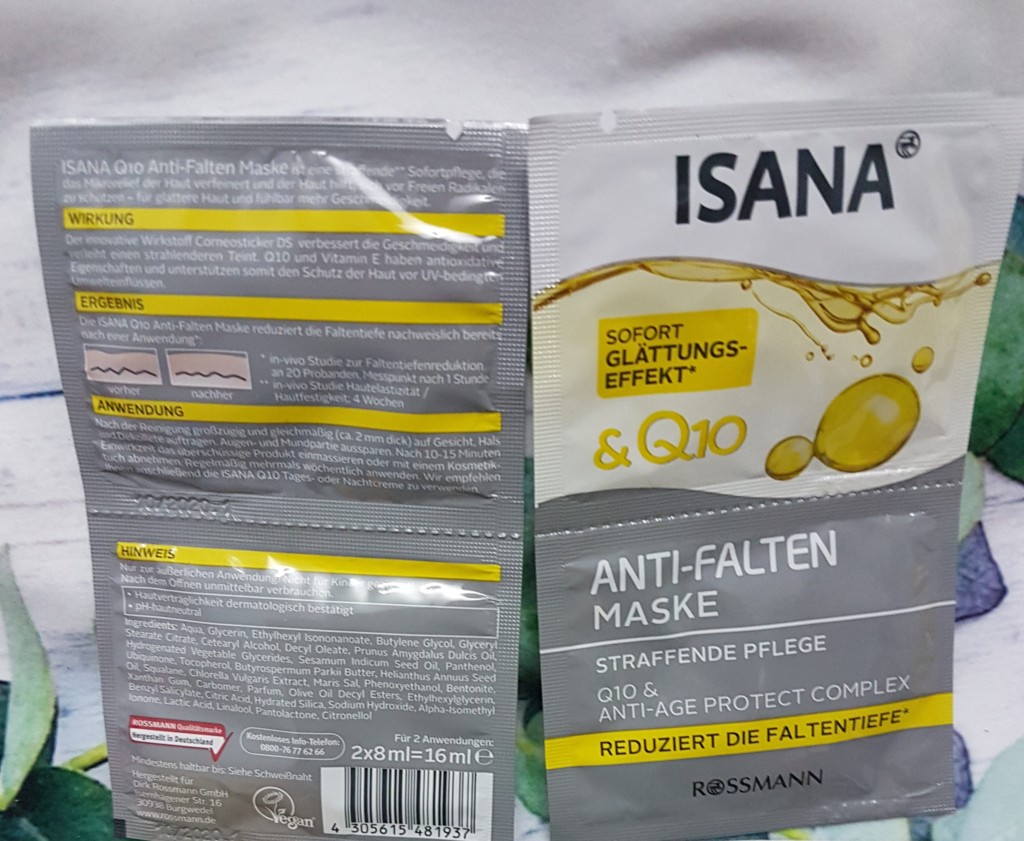 ISANA Q10 Anti-Falten Maske ist eine straffende** Sofortpflege, die
das Mikrorelief der Haut verfeinert und der Haut hilft, sich vor Freien Radikalen
zu schützen – für glattere Haut und fühlbar mehr Geschmeidigkeit.
WIRKUNG
Der innovative Wirkstoff Corneosticker DS verbessert die Geschmeidigkeit und
verleiht einen strahlenderen Teint. Q10 und Vitamin E haben antioxidative
Eigenschaften und unterstützen somit den Schutz der Haut vor UV-bedingten
Umwelteinflüssen.
ERGEBNIS
Die ISANA Q10 Anti-Falten Maske reduziert die Faltentiefe nachweislich bereits
nach einer Anwendung*:
vorher nachher
* in-vivo Studie zur Faltentiefenreduktion
an 20 Probanden, Messpunkt nach 1 Stunde
** in-vivo Studie Hautelastizität /
Hautfestigkeit; 4 Wochen
ANWENDUNG
Nach der Reinigung großzügig und gleichmäßig (ca. 2 mm dick) auf Gesicht, Hals
und Dekolleté auftragen. Augen- und Mundpartie aussparen. Nach 10-15 Minuten
Einwirkzeit das überschüssige Produkt einmassieren oder mit einem Kosmetik-
tuch abnehmen. Regelmäßig mehrmals wöchentlich anwenden. Wir empfehlen
anschließend die ISANA Q10 Tages- oder Nachtcreme zu verwenden.
HINWEIS
Nur zur äußerlichen Anwendung. Nicht für Kinder
Nach dem Öffnen unmittelbar verbrauchen.
• Hautverträglichkeit dermatologisch bestätigt
• pH-hautneutral
Ingredients: Aqua, Glycerin, Ethylhexyl Isononanoate, Butylene Glycol, Glyceryl
Stearate Citrate, Cetearyl Alcohol, Decyl Oleate, Prunus Amygdalus Dulcis Oil,
Hydrogenated Vegetable Glycerides, Sesamum Indicum Seed Oil, Panthenol,
Ubiquinone, Tocopherol, Butyrospermum Parkii Butter, Helianthus Annuus Seed
Oil, Squalane, Chlorella Vulgaris Extract, Maris Sal, Phenoxyethanol, Bentonite,
Xanthan Gum, Carbomer, Parfum, Olive Oil Decyl Esters, Ethylhexylglycerin,
Benzyl Salicylate, Citric Acid, Hydrated Silica, Sodium Hydroxide, Alpha-Isomethyl
Ionone, Lactic Acid, Linalool, Pantolactone, Citronellol
ROSSMANN Qualitätsmarke
Hergestellt in Deutschland
Kostenloses Info-Telefon:
0800-76 77 62 66
Für 2 Anwendungen:
2x8ml=16ml℮
Mindestens haltbar bis: Siehe Schweißnaht
Hergestellt für
Dirk Rossmann GmbH
Isernhägener Str. 16
30938 Burgwedel
www.rossmann.de
Vegan
4 305615 481937
ISANA
SOFORT
GLÄTTUNGS-
EFFEKT*
& Q10
ANTI-FALTEN
MASKE
STRAFFENDE PFLEGE
Q10 &
ANTI-AGE PROTECT COMPLEX
REDUZIERT DIE FALTENTIEFE*
ROSSMANN